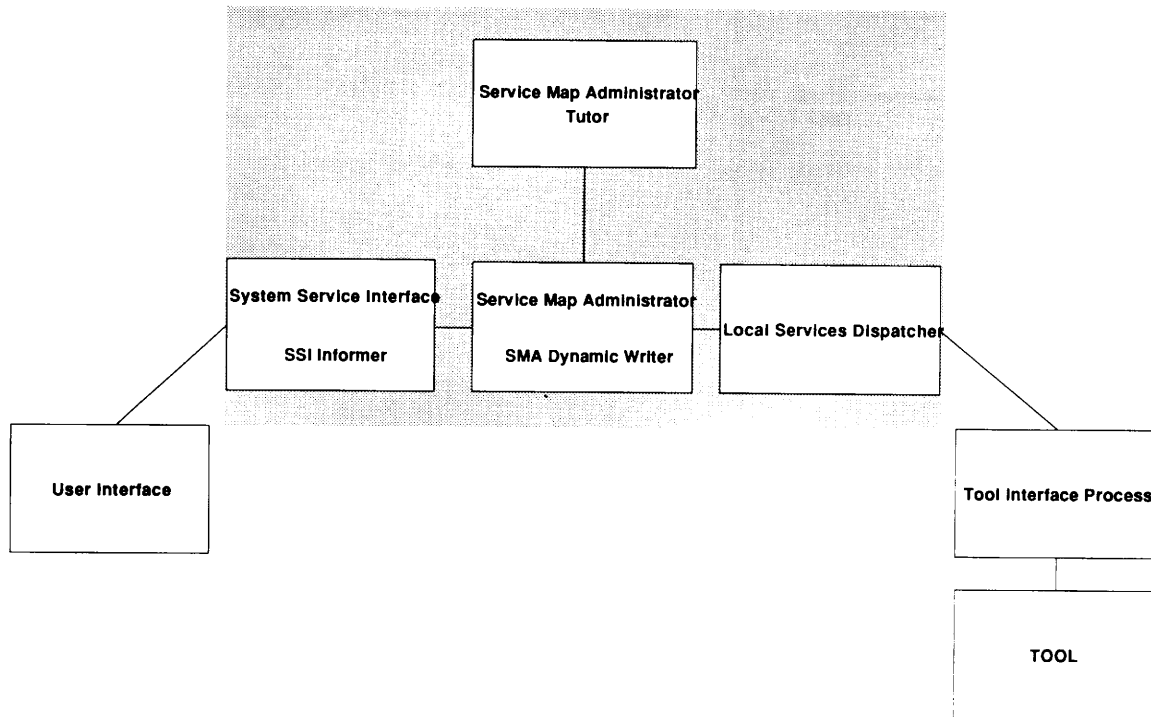 Service Map Administrator
Tutor
System Service Interface
SSI Informer
Service Map Administrator
SMA Dynamic Writer
Local Services Dispatcher
User Interface
Tool Interface Process
TOOL